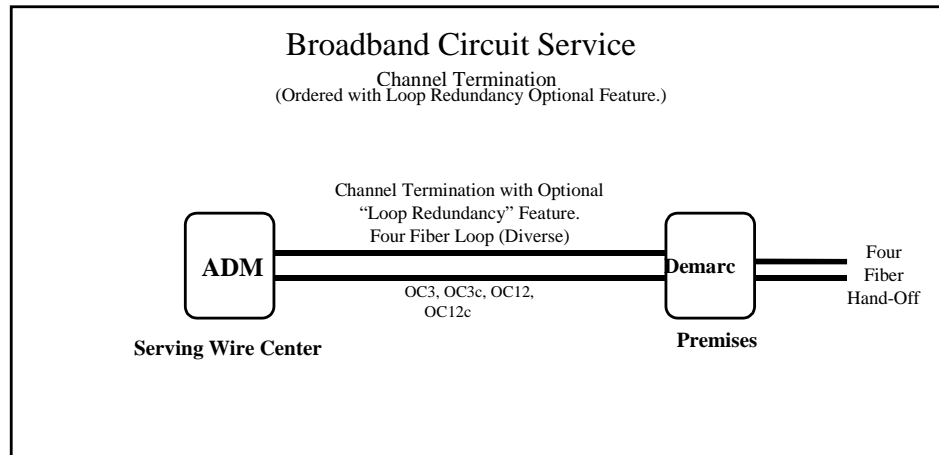 Broadband Circuit Service
Channel Termination
(Ordered with Loop Redundancy Optional Feature.)
Channel Termination with Optional
“Loop Redundancy” Feature.
Four Fiber Loop (Diverse)
ADM
Demarc
Four
Fiber
Hand-Off
OC3, OC3c, OC12,
OC12c
Serving Wire Center
Premises